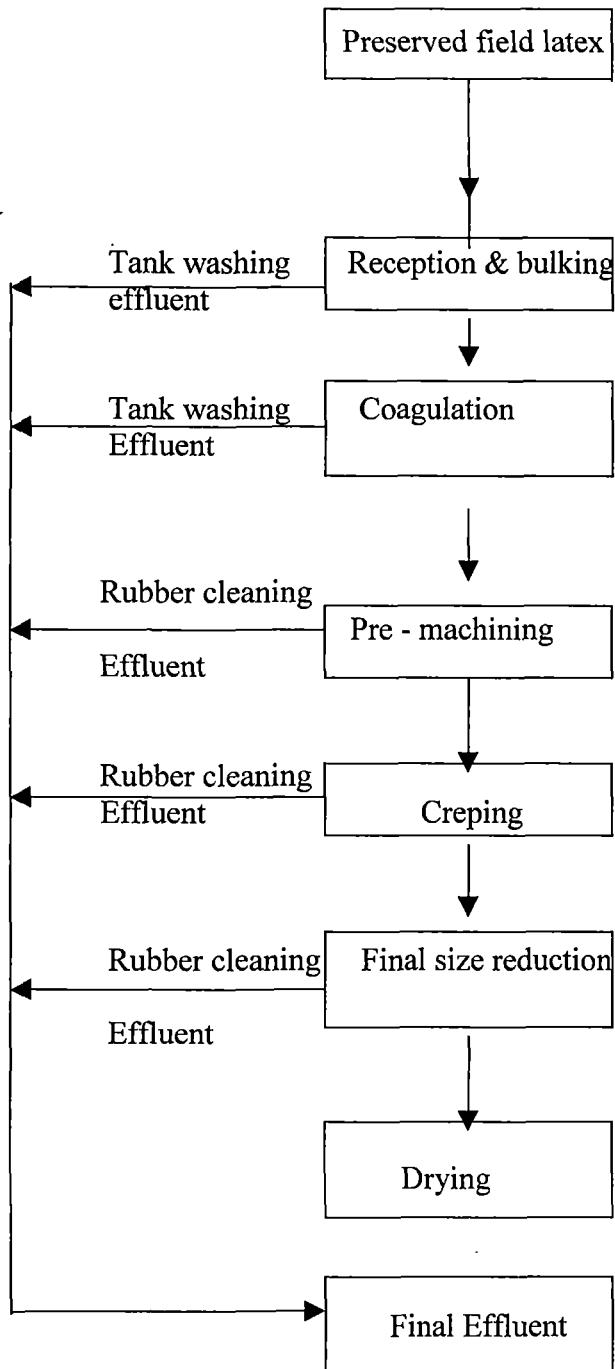 Preserved field latex
Tank washing
effluent
Reception & bulking
Tank washing
Effluent
Coagulation
Rubber cleaning
Effluent
Pre - machining
Rubber cleaning
Effluent
Creping
Rubber cleaning
Effluent
Final size reduction
Drying
Final Effluent